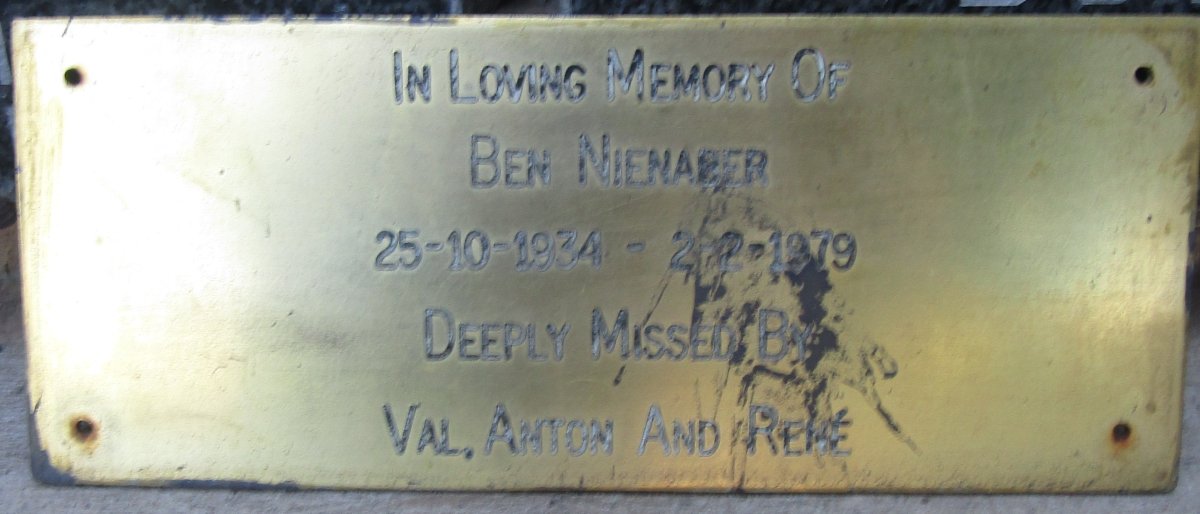 In Loving Memory Of
Ben Nienaber
25-10-1934 - 2-2-1979
Deeply Missed By
Val, Anton And René